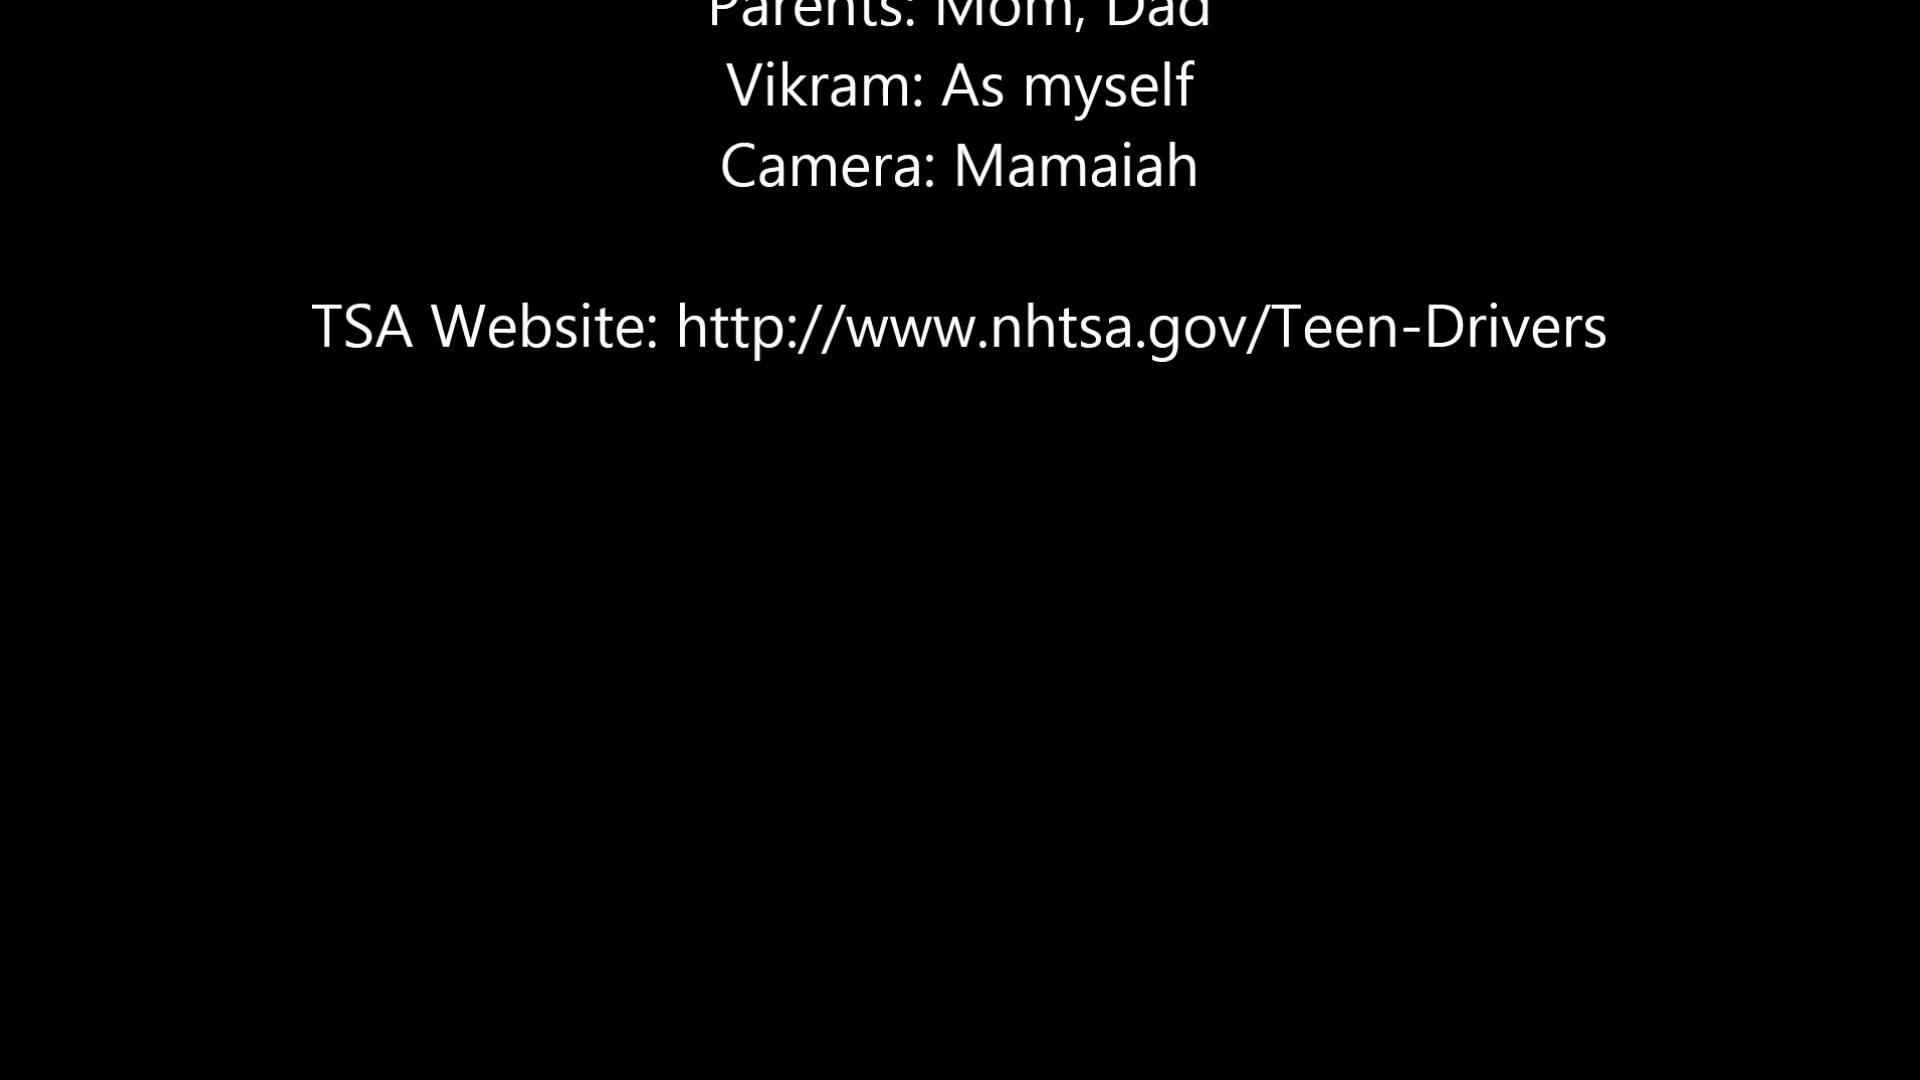 Parents: Mom, Dad
Vikram: As myself
Camera: Mamaiah
TSA Website: http://www.nhtsa.gov/Teen-Drivers